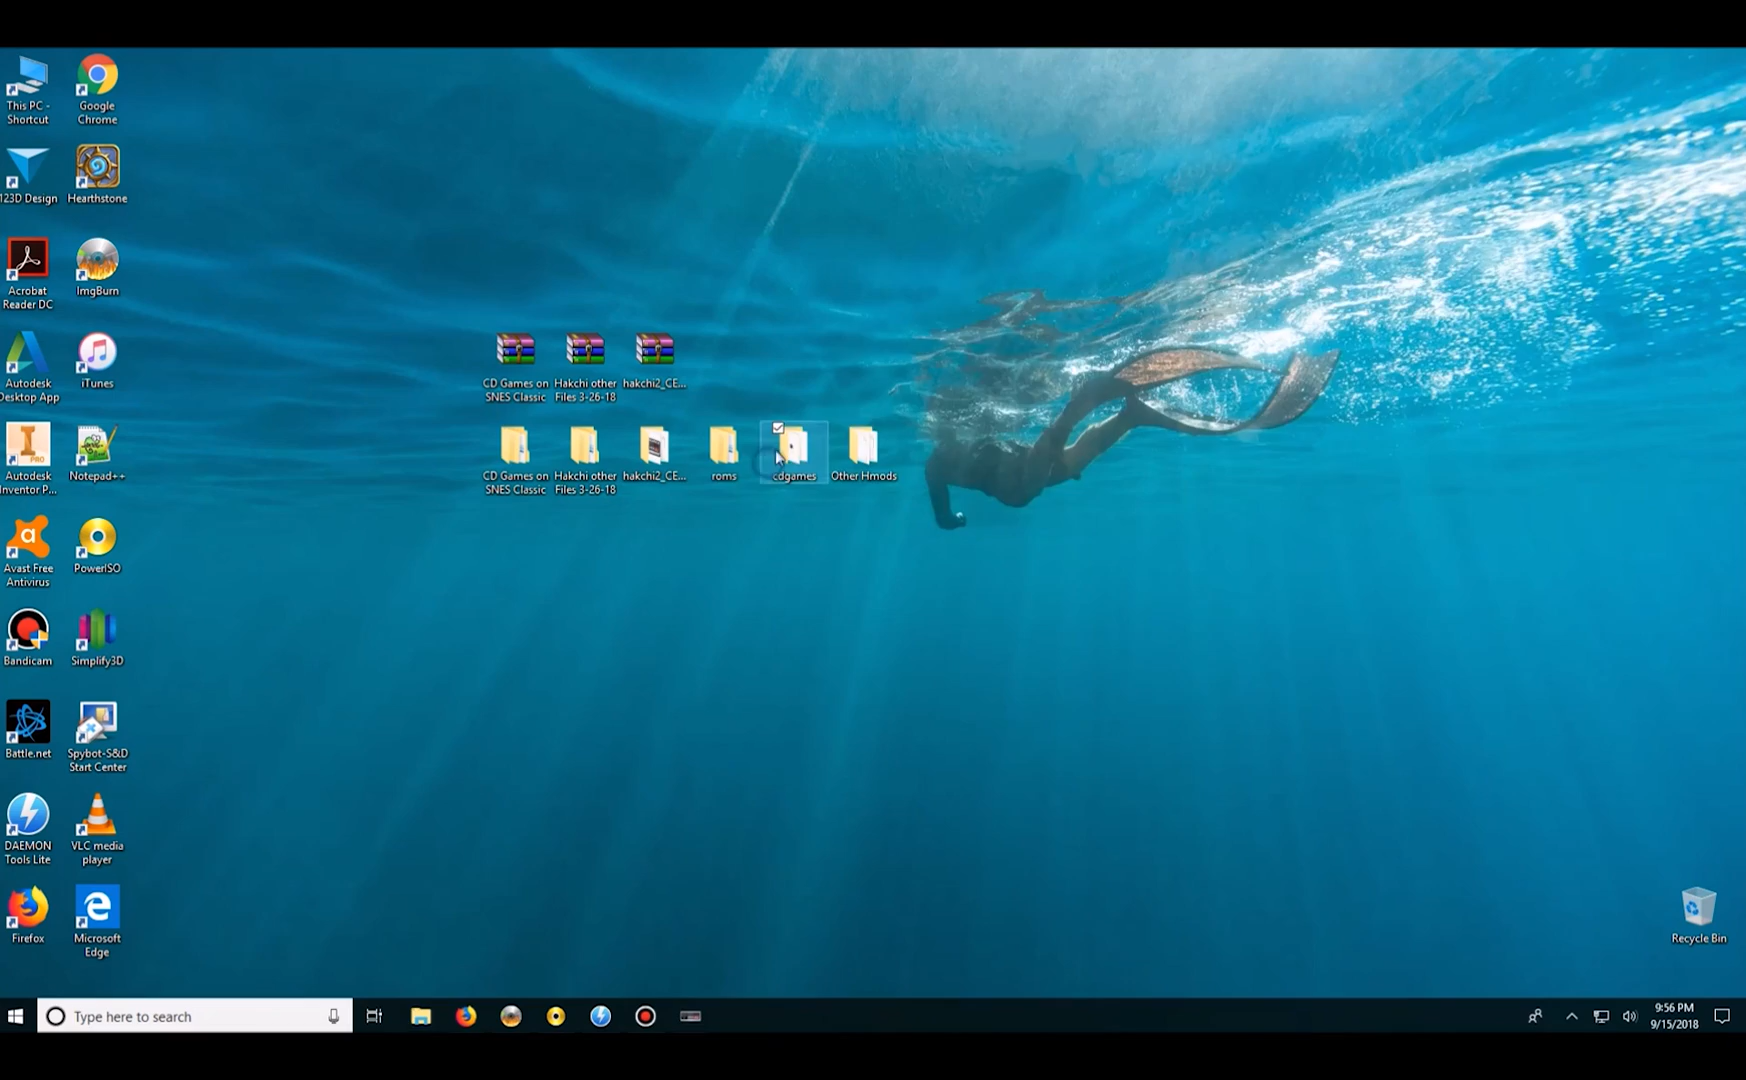 This PC -
Shortcut
Google
Chrome
123D Design
Hearthstone
Acrobat
Reader DC
ImgBurn
Autodesk
Desktop App
iTunes
CD Games on
SNES Classic
Hakchi other
Files 3-26-18
hakchi2_CE...
Autodesk
Inventor P...
Notepad++
CD Games on
SNES Classic
Hakchi other
Files 3-26-18
hakchi2_CE...
roms
cdgames
Other Hmods
Avast Free
Antivirus
PowerISO
Bandicam
Simplify3D
Battle.net
Spybot-S&D
Start Center
DAEMON
Tools Lite
VLC media
player
Firefox
Microsoft
Edge
Recycle Bin
Type here to search
9:56 PM
9/15/2018